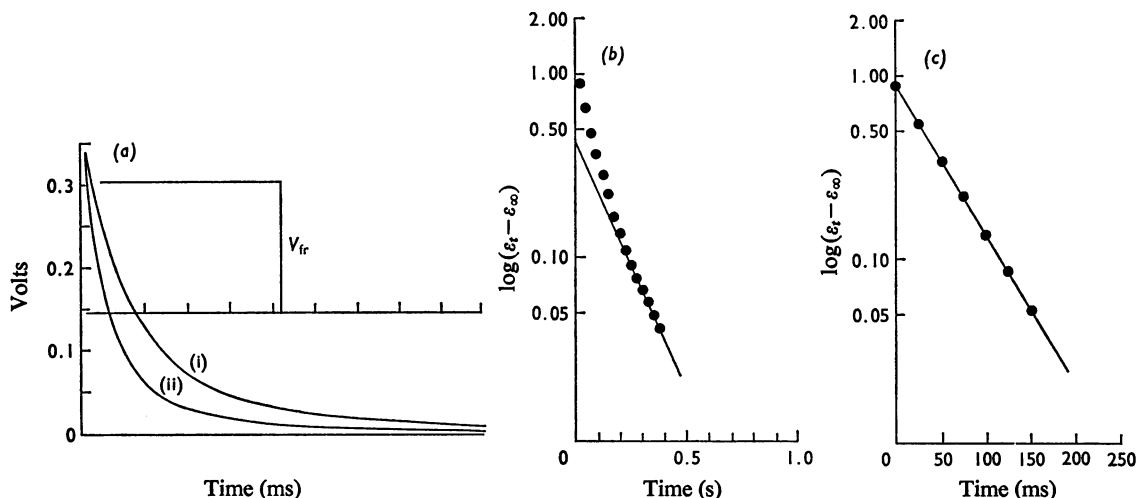 (a)
0.3
0.2
0.1
0
Volts
V_fr
(i)
(ii)
Time (ms)
(b)
2.00
1.00
0.50
0.10
0.05
log(ε_t−ε_∞)
0
0.5
1.0
Time (s)
(c)
2.00
1.00
0.50
0.10
0.05
log(ε_t−ε_∞)
0
50
100
150
200
250
Time (ms)